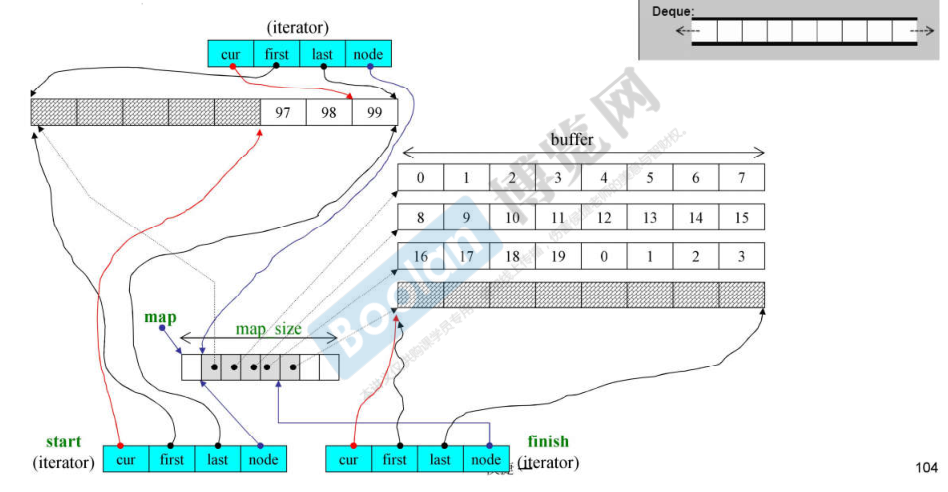 Deque:
(iterator)
cur first last node
97 98 99
buffer
0 1 2 3 4 5 6 7
8 9 10 11 12 13 14 15
16 17 18 19 0 1 2 3
map
map size
start
(iterator)
cur first last node
cur first last node
finish
(iterator)
104
Boolan
博览网